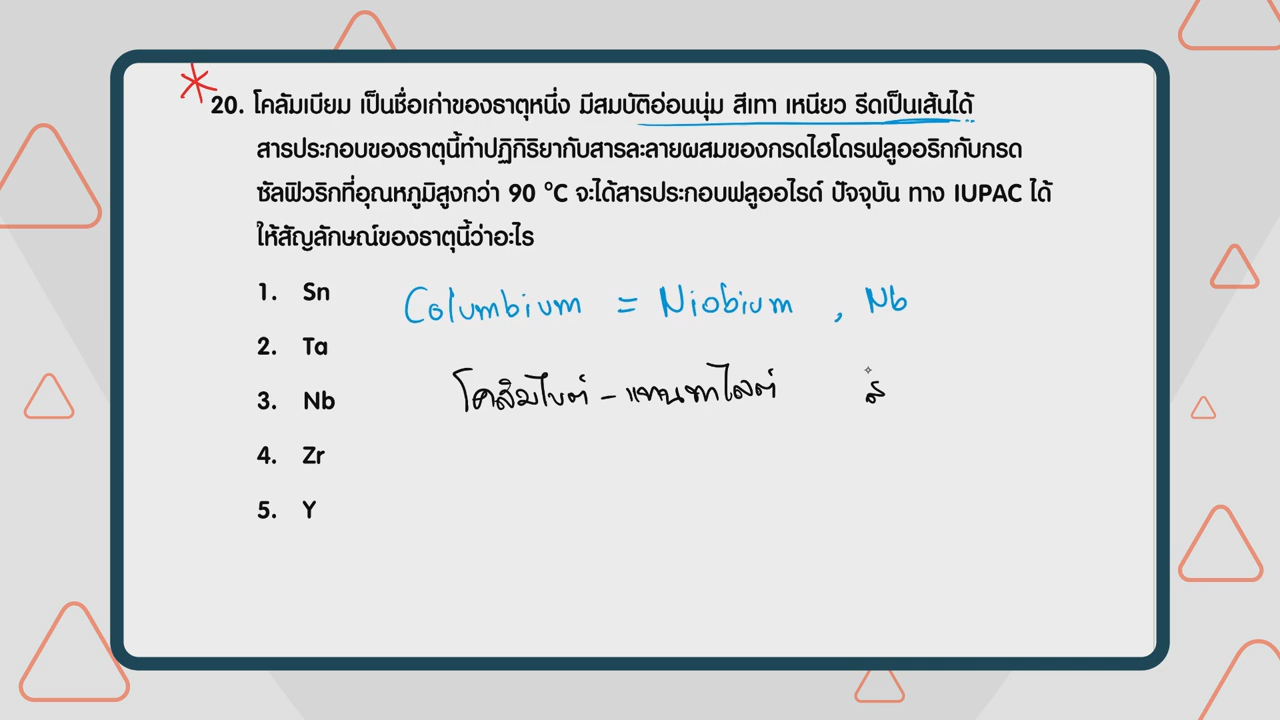 20. โคลัมเบียม เป็นชื่อเก่าของธาตุหนึ่ง มีสมบัติอ่อนนุ่ม สีเทา เหนียว รีดเป็นเส้นได้
สารประกอบของธาตุนี้ทำปฏิกิริยากับสารละลายผสมของกรดไฮโดรฟลูออริกกับกรด
ซัลฟิวริกที่อุณหภูมิสูงกว่า 90 °C จะได้สารประกอบฟลูออไรด์ ปัจจุบัน ทาง IUPAC ได้
ให้สัญลักษณ์ของธาตุนี้ว่าอะไร
1. Sn
Columbium = Niobium , Nb
2. Ta
โคลัมไบต์ - แทนทาไลต์
3. Nb
4. Zr
5. Y